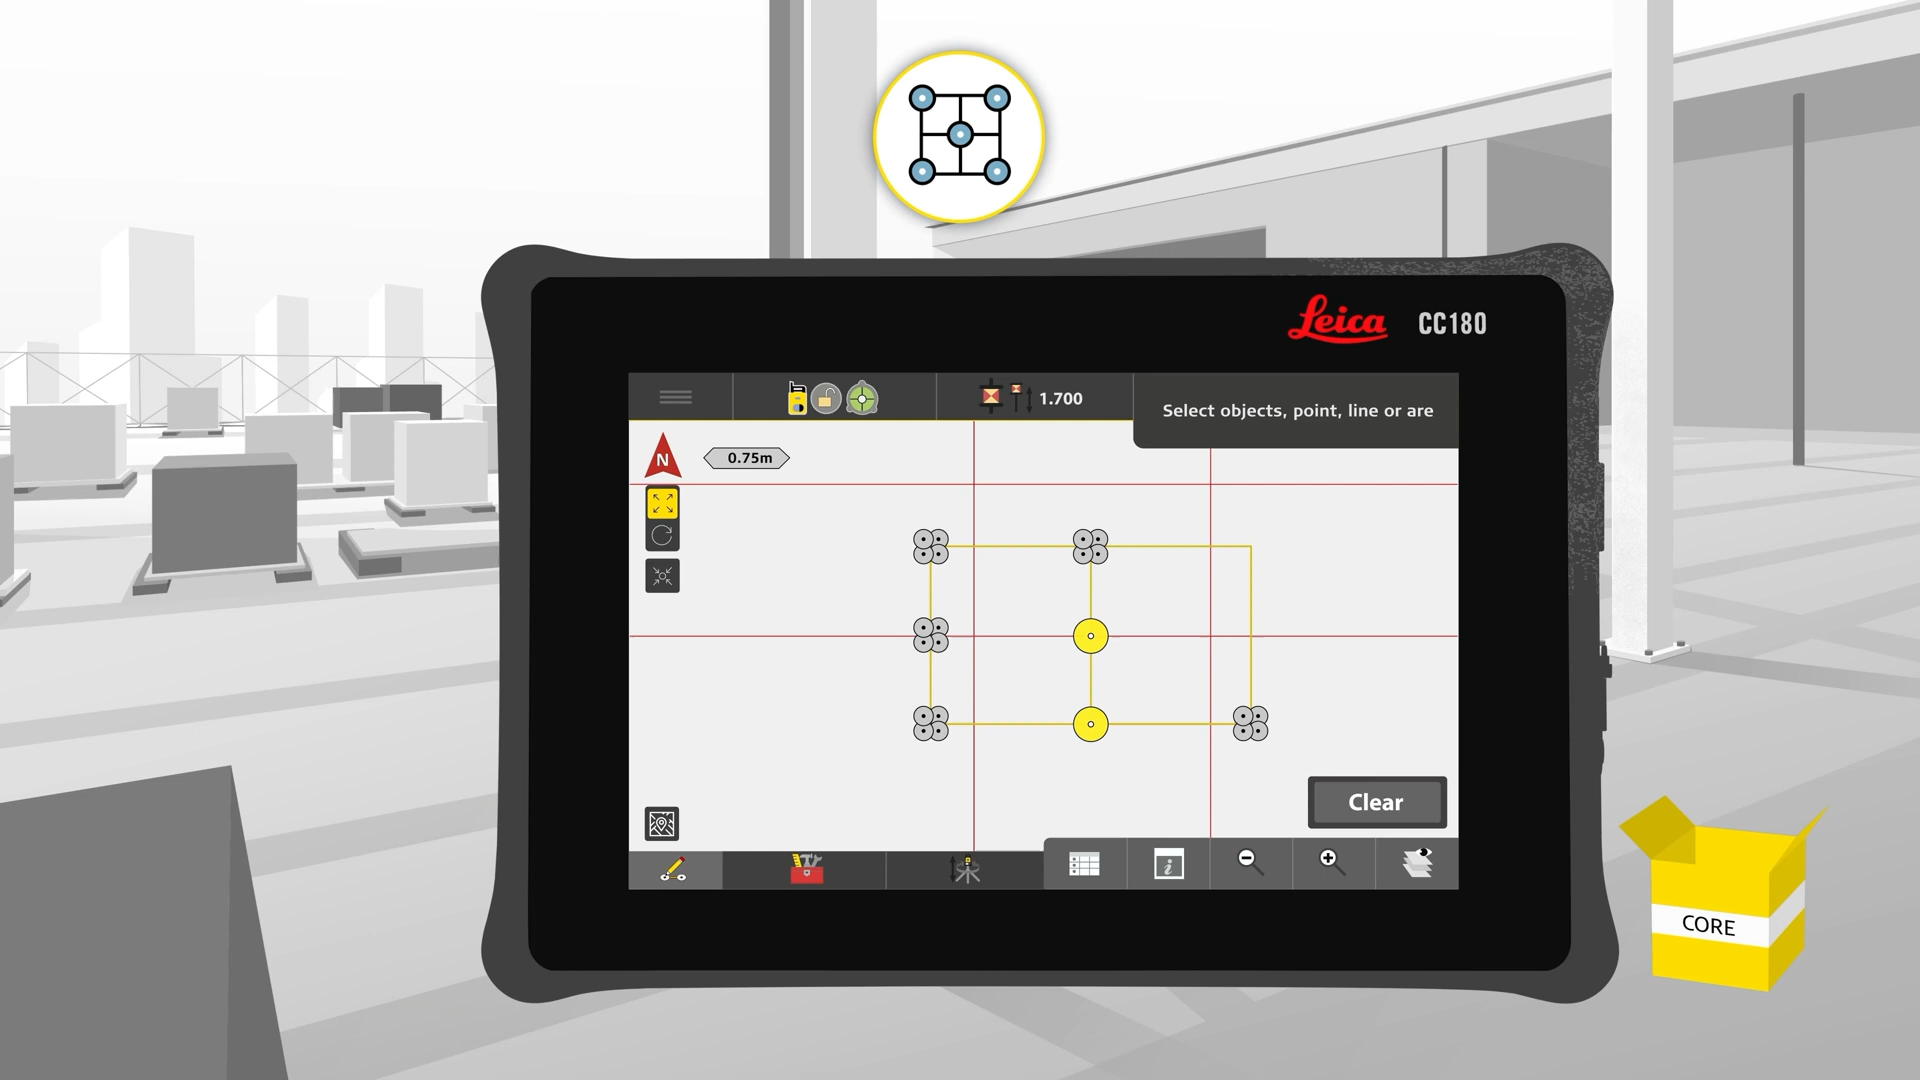 Leica CC180
1.700
Select objects, point, line or are
N
0.75m
Clear
i
CORE